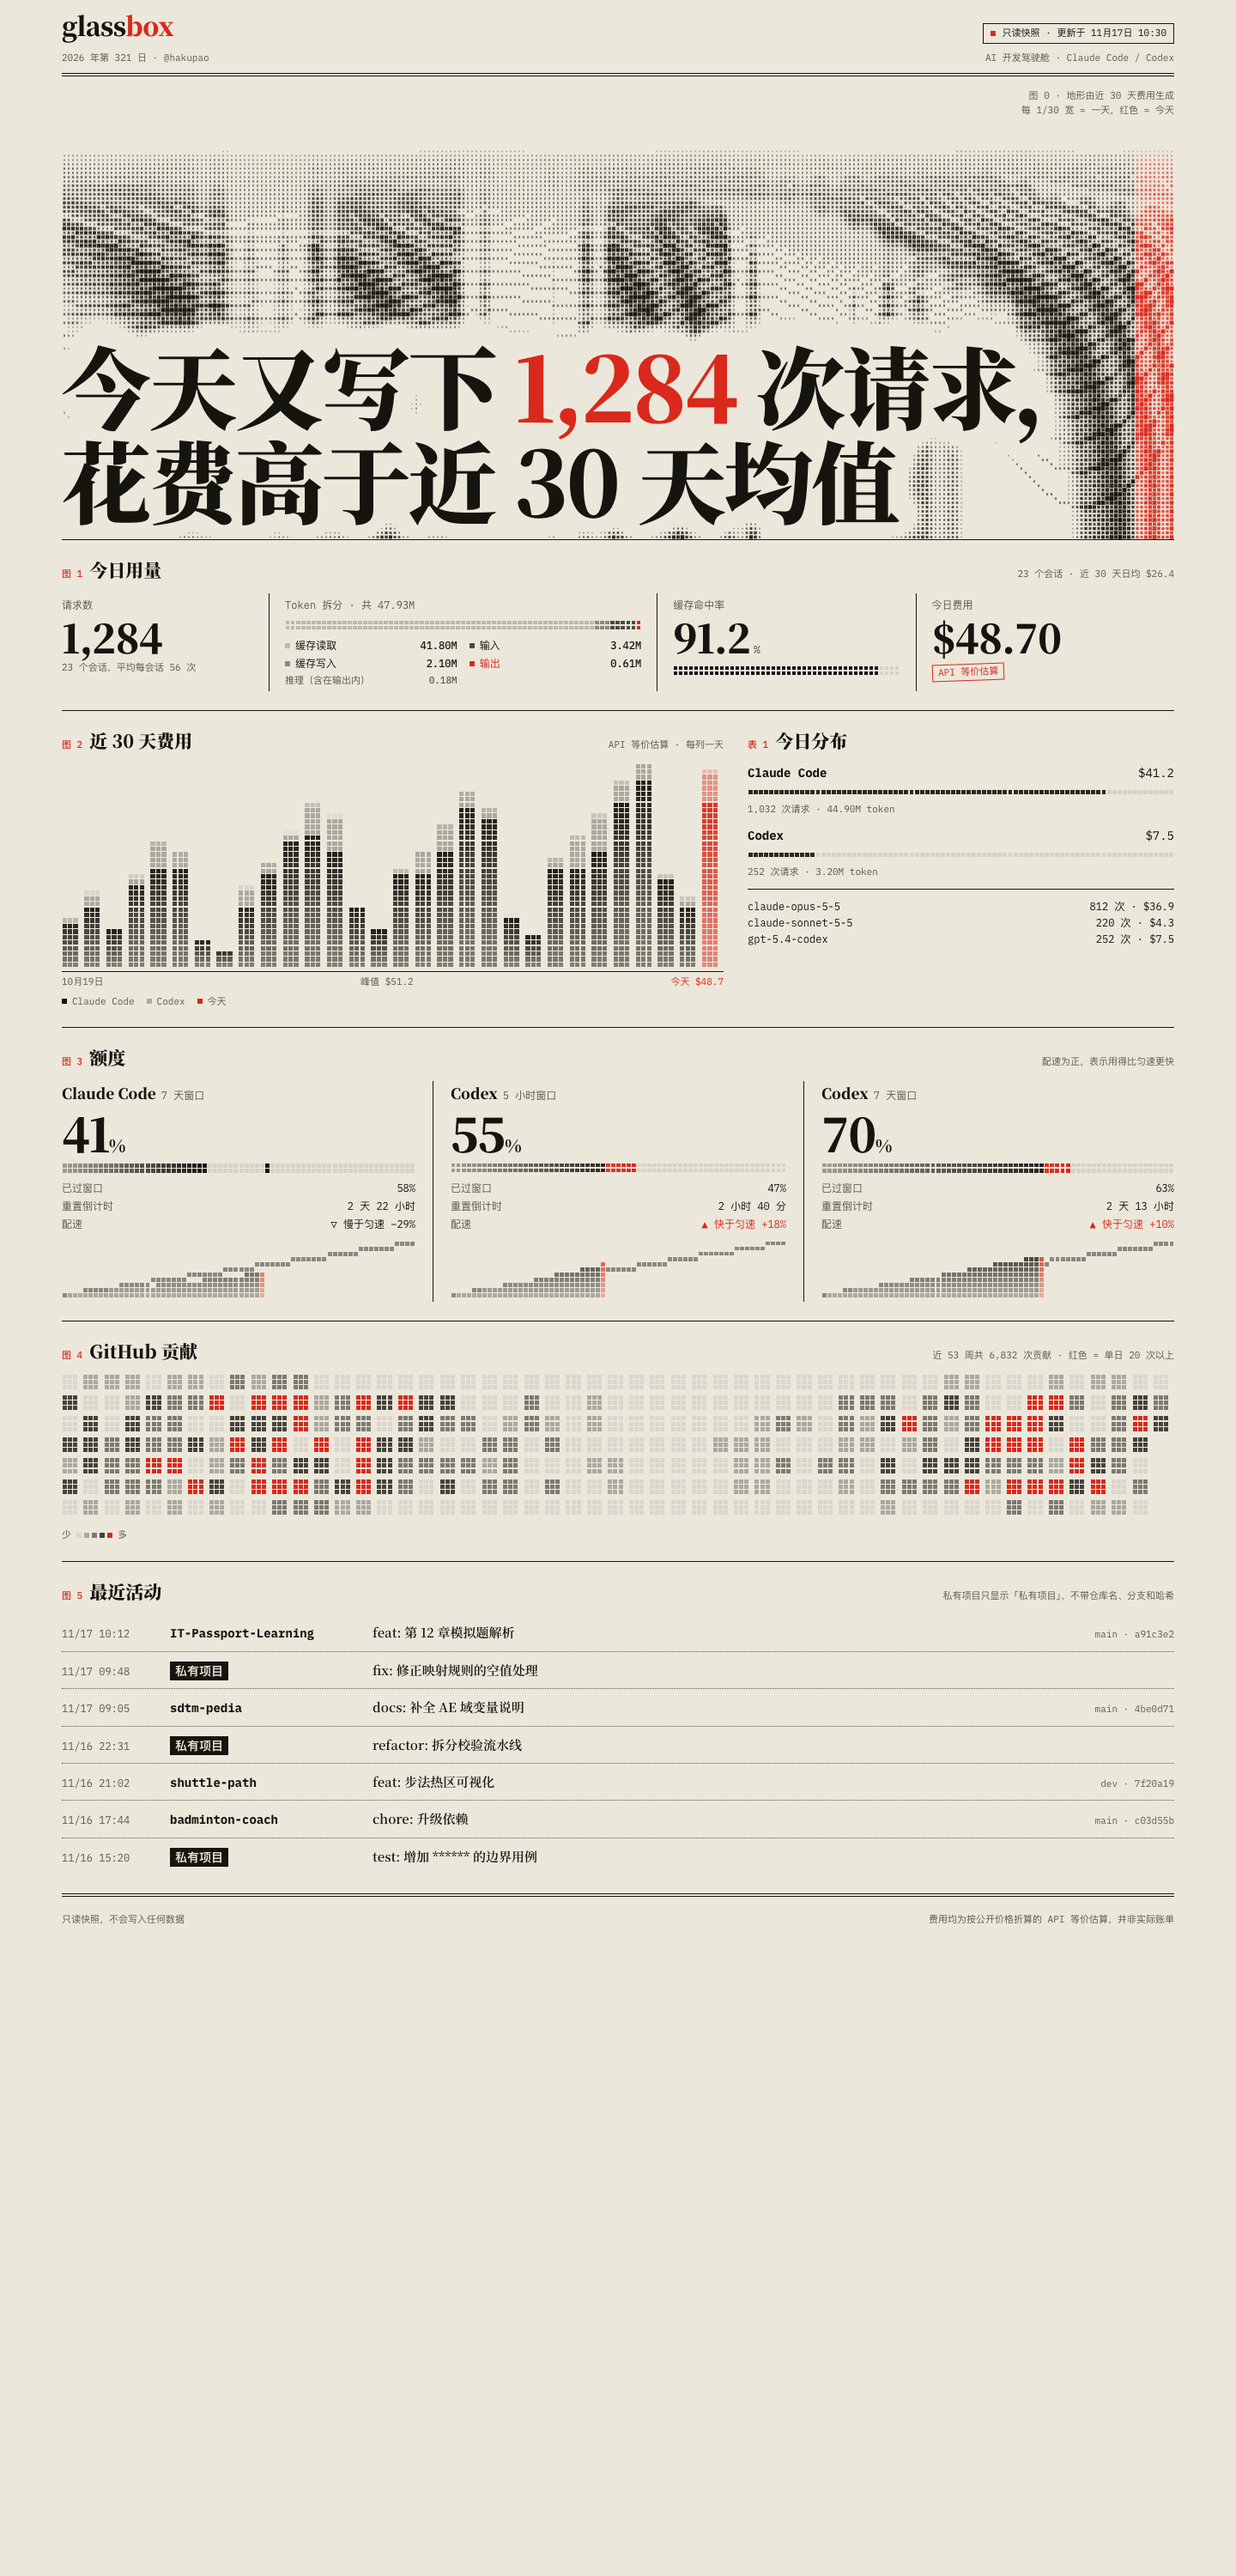 glassbox
只读快照 · 更新于 11月17日 10:30
2026 年第 321 日 · @hakupao
AI 开发驾驶舱 · Claude Code / Codex
图 0 · 地形由近 30 天费用生成
每 1/30 宽 = 一天，红色 = 今天
今天又写下 1,284 次请求，
花费高于近 30 天均值
图 1 今日用量
23 个会话 · 近 30 天日均 $26.4
请求数
1,284
23 个会话，平均每会话 56 次
Token 拆分 · 共 47.93M
缓存读取 41.80M
输入 3.42M
缓存写入 2.10M
输出 0.61M
推理（含在输出内） 0.18M
缓存命中率
91.2 %
今日费用
$48.70
API 等价估算
图 2 近 30 天费用
API 等价估算 · 每列一天
10月19日 峰值 $51.2 今天 $48.7
Claude Code Codex 今天
表 1 今日分布
Claude Code $41.2
1,032 次请求 · 44.90M token
Codex $7.5
252 次请求 · 3.20M token
claude-opus-5-5 812 次 · $36.9
claude-sonnet-5-5 220 次 · $4.3
gpt-5.4-codex 252 次 · $7.5
图 3 额度
配速为正，表示用得比匀速更快
Claude Code 7 天窗口
41%
已过窗口 58%
重置倒计时 2 天 22 小时
配速 ▽ 慢于匀速 −29%
Codex 5 小时窗口
55%
已过窗口 47%
重置倒计时 2 小时 40 分
配速 ▲ 快于匀速 +18%
Codex 7 天窗口
70%
已过窗口 63%
重置倒计时 2 天 13 小时
配速 ▲ 快于匀速 +10%
图 4 GitHub 贡献
近 53 周共 6,832 次贡献 · 红色 = 单日 20 次以上
少 多
图 5 最近活动
私有项目只显示「私有项目」，不带仓库名、分支和哈希
11/17 10:12 IT-Passport-Learning feat: 第 12 章模拟题解析 main · a91c3e2
11/17 09:48 私有项目 fix: 修正映射规则的空值处理
11/17 09:05 sdtm-pedia docs: 补全 AE 域变量说明 main · 4be0d71
11/16 22:31 私有项目 refactor: 拆分校验流水线
11/16 21:02 shuttle-path feat: 步法热区可视化 dev · 7f20a19
11/16 17:44 badminton-coach chore: 升级依赖 main · c03d55b
11/16 15:20 私有项目 test: 增加 ****** 的边界用例
只读快照，不会写入任何数据
费用均为按公开价格折算的 API 等价估算，并非实际账单